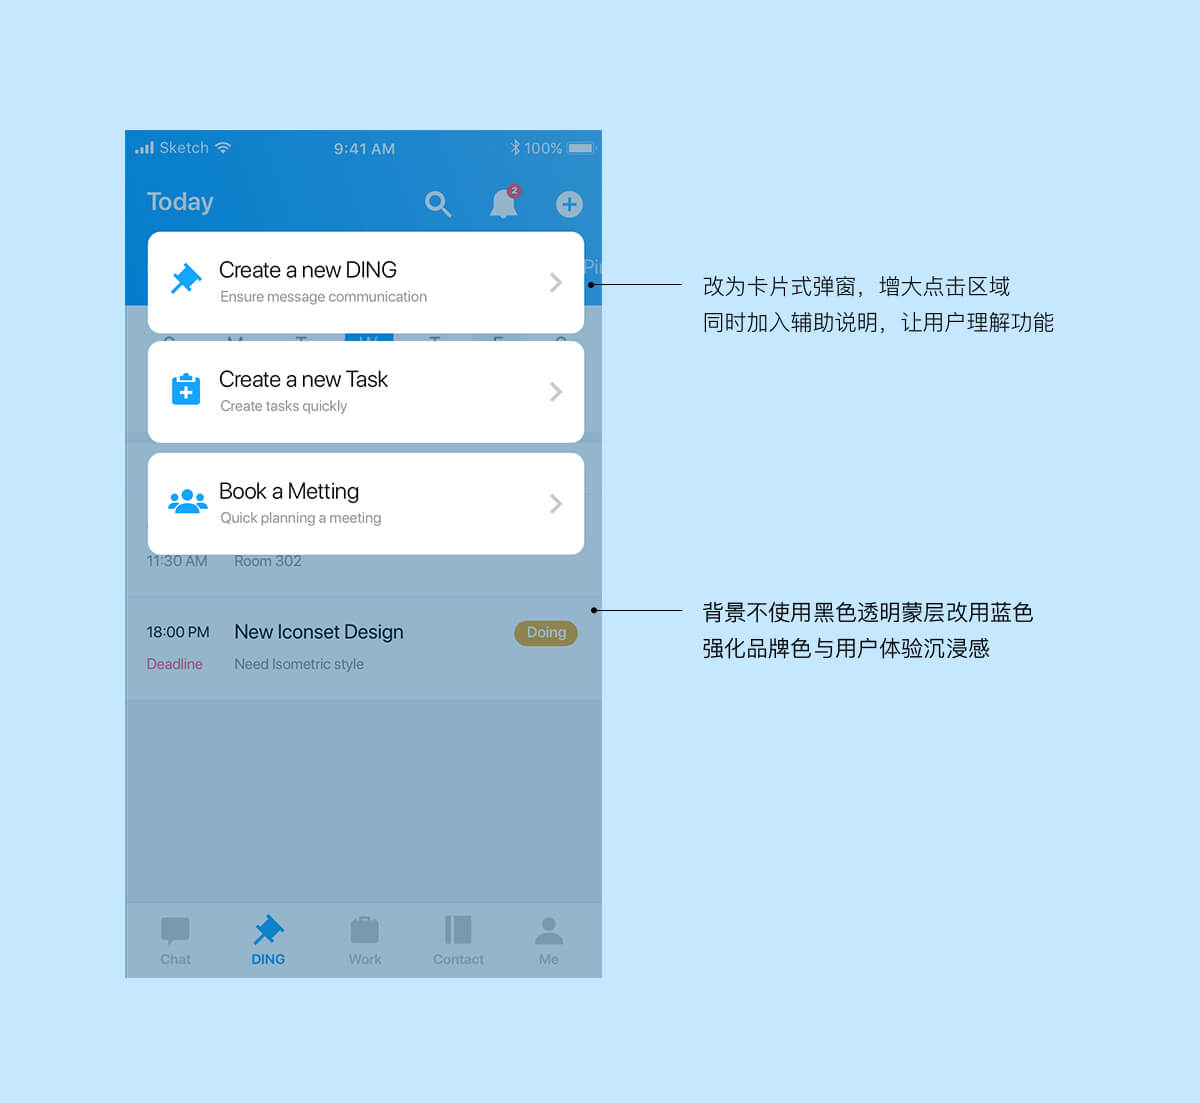 Sketch 9:41 AM 100%
Today 2
Create a new DING
Ensure message communication
Create a new Task
Create tasks quickly
Book a Metting
Quick planning a meeting
11:30 AM Room 302
18:00 PM New Iconset Design Doing
Deadline Need Isometric style
Chat DING Work Contact Me
改为卡片式弹窗，增大点击区域
同时加入辅助说明，让用户理解功能
背景不使用黑色透明蒙层改用蓝色
强化品牌色与用户体验沉浸感